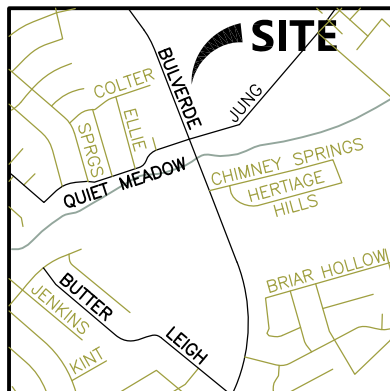 SITE
BULVERDE
COLTER
JUNG
ELLIE
SPRGS
QUIET MEADOW
CHIMNEY SPRINGS
HERTIAGE
HILLS
BRIAR HOLLOW
BUTTER
LEIGH
JENKINS
KINT